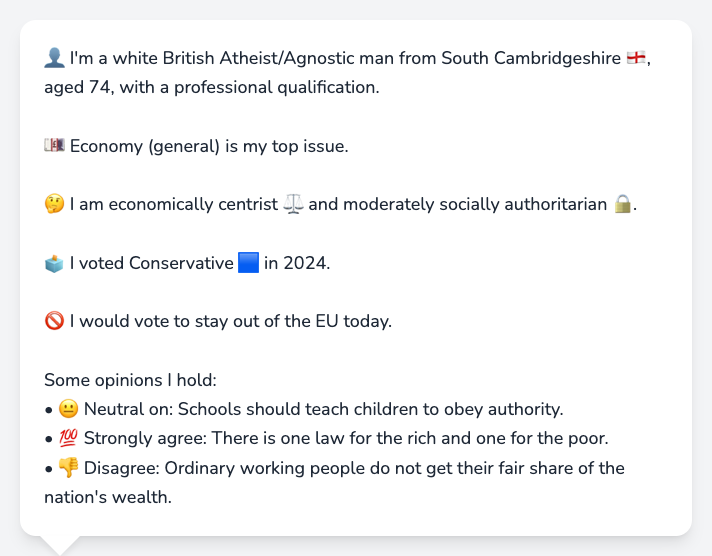 👤 I'm a white British Atheist/Agnostic man from South Cambridgeshire 🏴󠁧󠁢󠁥󠁮󠁧󠁿,
aged 74, with a professional qualification.
💷 Economy (general) is my top issue.
🤔 I am economically centrist ⚖️ and moderately socially authoritarian 🔒.
🗳️ I voted Conservative 🟦 in 2024.
🚫 I would vote to stay out of the EU today.
Some opinions I hold:
• 😐 Neutral on: Schools should teach children to obey authority.
• 💯 Strongly agree: There is one law for the rich and one for the poor.
• 👎 Disagree: Ordinary working people do not get their fair share of the
nation's wealth.